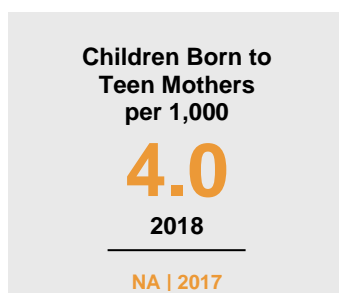 Children Born to
Teen Mothers
per 1,000
4.0
2018
NA | 2017